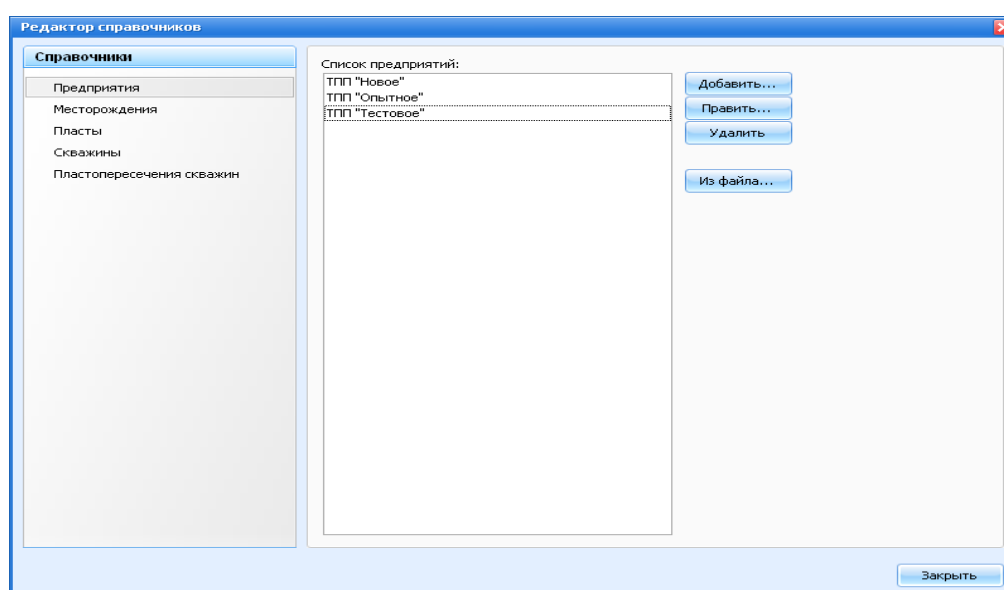 Редактор справочников
Справочники
Предприятия
Месторождения
Пласты
Скважины
Пластопересечения скважин
Список предприятий:
ТПП "Новое"
ТПП "Опытное"
ТПП "Тестовое"
Добавить...
Править...
Удалить
Из файла...
Закрыть